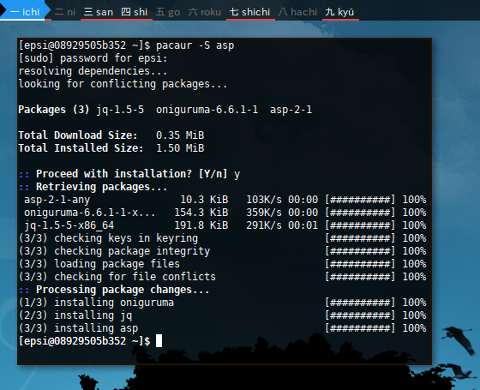 一 ichi 二 ni 三 san 四 shi 五 go 六 roku 七 shichi 八 hachi 九 kyū
[epsi@08929505b352 ~]$ pacaur -S asp
[sudo] password for epsi:
resolving dependencies...
looking for conflicting packages...
Packages (3) jq-1.5-5  oniguruma-6.6.1-1  asp-2-1
Total Download Size:   0.35 MiB
Total Installed Size:  1.50 MiB
:: Proceed with installation? [Y/n] y
:: Retrieving packages...
asp-2-1-any              10.3 KiB   103K/s 00:00 [##########] 100%
oniguruma-6.6.1-1-x...   154.3 KiB   359K/s 00:00 [##########] 100%
jq-1.5-5-x86_64          191.8 KiB   291K/s 00:01 [##########] 100%
(3/3) checking keys in keyring                     [##########] 100%
(3/3) checking package integrity                   [##########] 100%
(3/3) loading package files                        [##########] 100%
(3/3) checking for file conflicts                  [##########] 100%
:: Processing package changes...
(1/3) installing oniguruma                         [##########] 100%
(2/3) installing jq                                [##########] 100%
(3/3) installing asp                               [##########] 100%
[epsi@08929505b352 ~]$